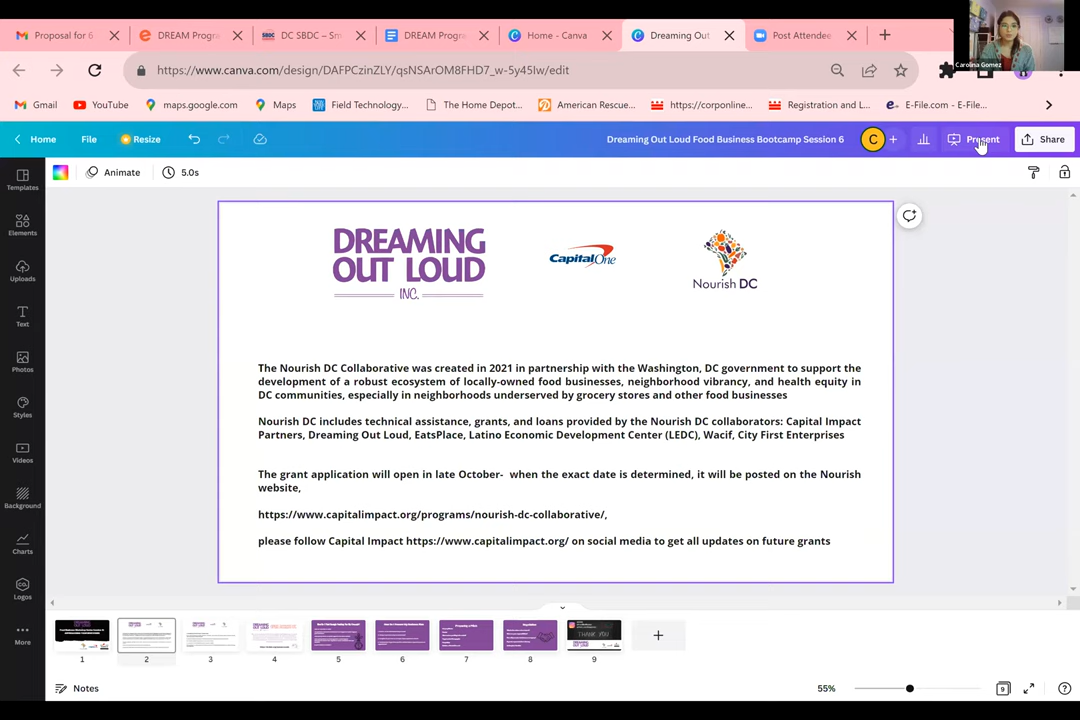 Proposal for 6
DREAM Progra
DC SBDC – Sm
DREAM Progra
Home - Canva
Dreaming Out
Post Attendee
https://www.canva.com/design/DAFPCzinZLY/qsNSArOM8FHD7_w-5y45Iw/edit
Carolina Gomez
Gmail
YouTube
maps.google.com
Maps
Field Technology...
The Home Depot...
American Rescue...
https://corponline...
Registration and L...
E-File.com - E-File...
Home
File
Resize
Dreaming Out Loud Food Business Bootcamp Session 6
C
Present
Share
Templates
Animate
5.0s
Elements
Uploads
Text
Photos
Styles
Videos
Background
Charts
Logos
More
DREAMING
OUT LOUD
INC.
CapitalOne
Nourish DC
The Nourish DC Collaborative was created in 2021 in partnership with the Washington, DC government to support the
development of a robust ecosystem of locally-owned food businesses, neighborhood vibrancy, and health equity in
DC communities, especially in neighborhoods underserved by grocery stores and other food businesses
Nourish DC includes technical assistance, grants, and loans provided by the Nourish DC collaborators: Capital Impact
Partners, Dreaming Out Loud, EatsPlace, Latino Economic Development Center (LEDC), Wacif, City First Enterprises
The grant application will open in late October- when the exact date is determined, it will be posted on the Nourish
website,
https://www.capitalimpact.org/programs/nourish-dc-collaborative/,
please follow Capital Impact https://www.capitalimpact.org/ on social media to get all updates on future grants
THANK YOU
1
2
3
4
5
6
7
8
9
Notes
55%
9